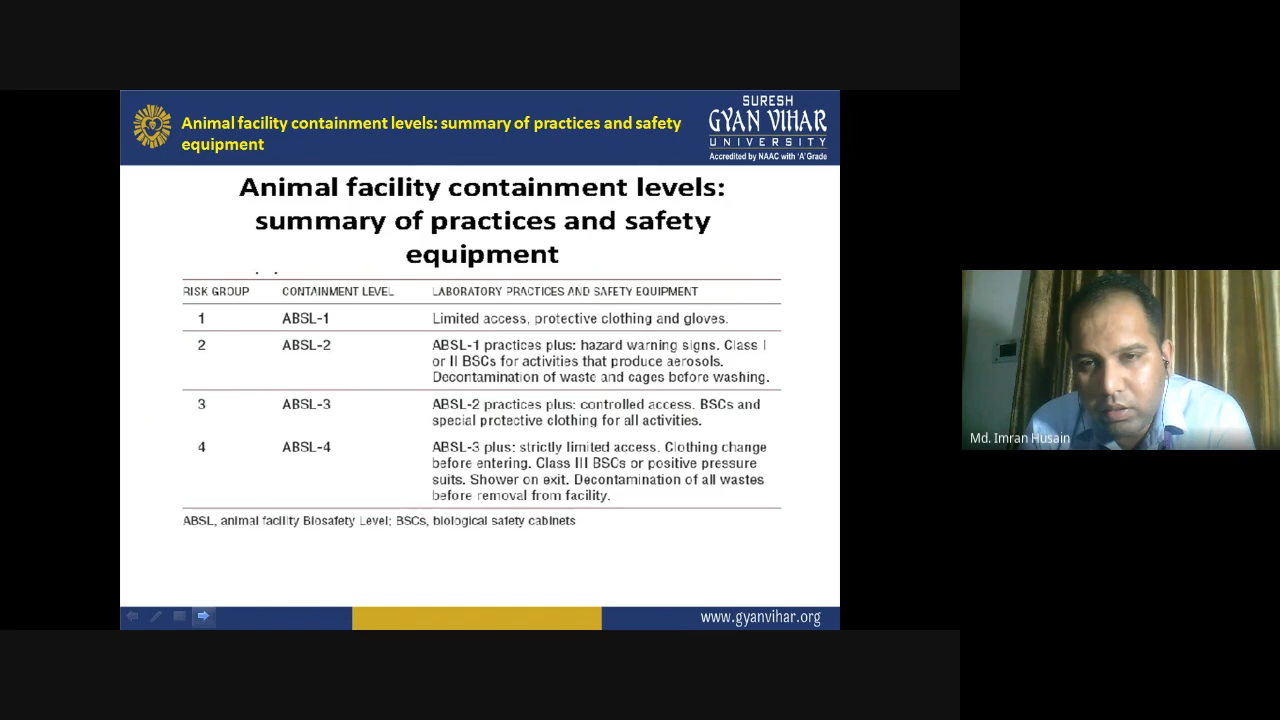 Animal facility containment levels: summary of practices and safety
equipment
SURESH
GYAN VIHAR
UNIVERSITY
Accredited by NAAC with 'A' Grade
Animal facility containment levels:
summary of practices and safety
equipment
RISK GROUP CONTAINMENT LEVEL LABORATORY PRACTICES AND SAFETY EQUIPMENT
1 ABSL-1 Limited access, protective clothing and gloves.
2 ABSL-2 ABSL-1 practices plus: hazard warning signs. Class I
or II BSCs for activities that produce aerosols.
Decontamination of waste and cages before washing.
3 ABSL-3 ABSL-2 practices plus: controlled access. BSCs and
special protective clothing for all activities.
4 ABSL-4 ABSL-3 plus: strictly limited access. Clothing change
before entering. Class III BSCs or positive pressure
suits. Shower on exit. Decontamination of all wastes
before removal from facility.
ABSL, animal facility Biosafety Level; BSCs, biological safety cabinets
www.gyanvihar.org
Md. Imran Husain